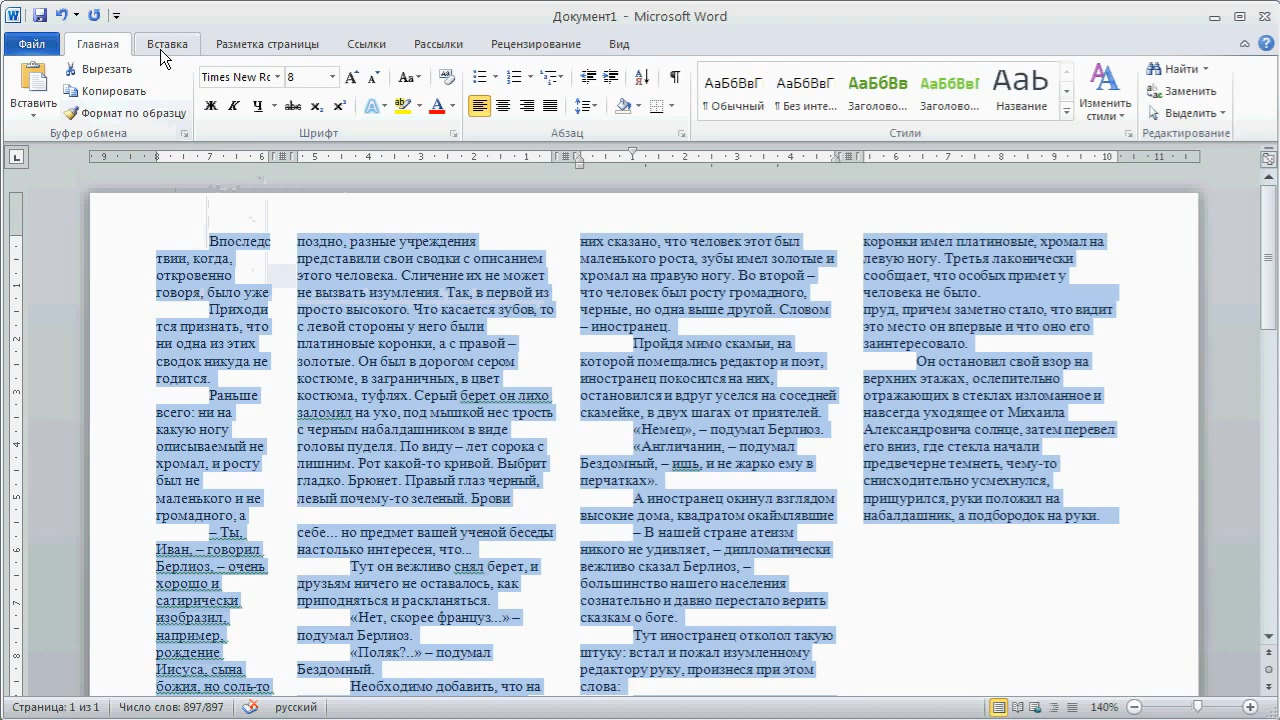 Документ1 - Microsoft Word
Файл
Главная
Вставка
Разметка страницы
Ссылки
Рассылки
Рецензирование
Вид
Вставить
Вырезать
Копировать
Формат по образцу
Буфер обмена
Times New Rc
8
Шрифт
Абзац
АаБбВвГ
¶ Обычный
АаБбВвГ
¶ Без инте...
АаБбВв
Заголово...
АаБбВвГ
Заголово...
АаЬ
Название
Стили
Изменить
стили
Найти
Заменить
Выделить
Редактирование
Впоследс
твии, когда,
откровенно
говоря, было уже
Приходи
тся признать, что
ни одна из этих
сводок никуда не
годится.
Раньше
всего: ни на
какую ногу
описываемый не
хромал, и росту
был не
маленького и не
громадного, а
– Ты,
Иван, – говорил
Берлиоз, – очень
хорошо и
сатирически
изобразил,
например,
рождение
Иисуса, сына
божия, но соль-то
поздно, разные учреждения
представили свои сводки с описанием
этого человека. Сличение их не может
не вызвать изумления. Так, в первой из
просто высокого. Что касается зубов, то
с левой стороны у него были
платиновые коронки, а с правой –
золотые. Он был в дорогом сером
костюме, в заграничных, в цвет
костюма, туфлях. Серый берет он лихо
заломил на ухо, под мышкой нес трость
с черным набалдашником в виде
головы пуделя. По виду – лет сорока с
лишним. Рот какой-то кривой. Выбрит
гладко. Брюнет. Правый глаз черный,
левый почему-то зеленый. Брови
себе... но предмет вашей ученой беседы
настолько интересен, что...
Тут он вежливо снял берет, и
друзьям ничего не оставалось, как
приподняться и раскланяться.
«Нет, скорее француз...» –
подумал Берлиоз.
«Поляк?..» – подумал
Бездомный.
Необходимо добавить, что на
них сказано, что человек этот был
маленького роста, зубы имел золотые и
хромал на правую ногу. Во второй –
что человек был росту громадного,
черные, но одна выше другой. Словом
– иностранец.
Пройдя мимо скамьи, на
которой помещались редактор и поэт,
иностранец покосился на них,
остановился и вдруг уселся на соседней
скамейке, в двух шагах от приятелей.
«Немец», – подумал Берлиоз.
«Англичанин, – подумал
Бездомный, – ишь, и не жарко ему в
перчатках».
А иностранец окинул взглядом
высокие дома, квадратом окаймлявшие
– В нашей стране атеизм
никого не удивляет, – дипломатически
вежливо сказал Берлиоз, –
большинство нашего населения
сознательно и давно перестало верить
сказкам о боге.
Тут иностранец отколол такую
штуку: встал и пожал изумленному
редактору руку, произнеся при этом
слова:
коронки имел платиновые, хромал на
левую ногу. Третья лаконически
сообщает, что особых примет у
человека не было.
пруд, причем заметно стало, что видит
это место он впервые и что оно его
заинтересовало.
Он остановил свой взор на
верхних этажах, ослепительно
отражающих в стеклах изломанное и
навсегда уходящее от Михаила
Александровича солнце, затем перевел
его вниз, где стекла начали
предвечерне темнеть, чему-то
снисходительно усмехнулся,
прищурился, руки положил на
набалдашник, а подбородок на руки.
Страница: 1 из 1
Число слов: 897/897
русский
140%